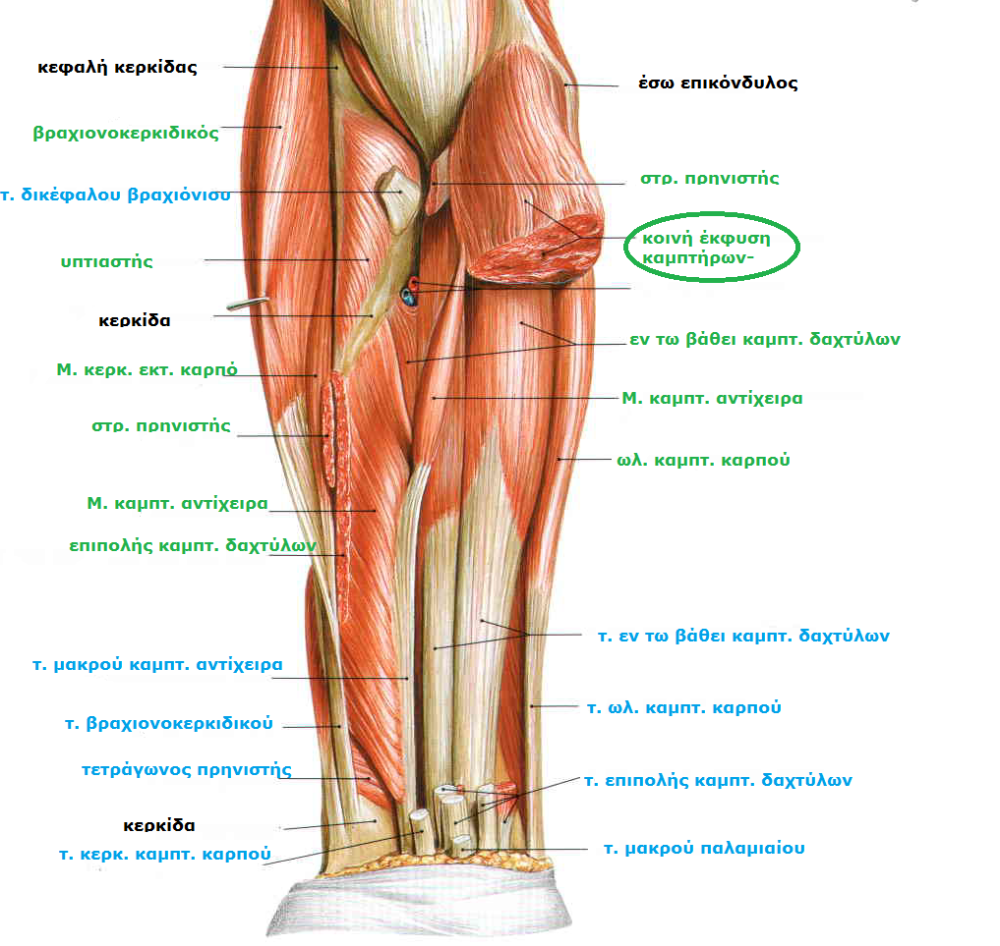 κεφαλή κερκίδας
έσω επικόνδυλος
βραχιονοκερκιδικός
στρ. πρηνιστής
τ. δικέφαλου βραχιόνισυ
κοινή έκφυση
καμπτήρων-
υπτιαστής
κερκίδα
εν τω βάθει καμπτ. δαχτύλων
Μ. κερκ. εκτ. καρπό
Μ. καμπτ. αντίχειρα
στρ. πρηνιστής
ωλ. καμπτ. καρπού
Μ. καμπτ. αντίχειρα
επιπολής καμπτ. δαχτύλων
τ. εν τω βάθει καμπτ. δαχτύλων
τ. μακρού καμπτ. αντίχειρα
τ. ωλ. καμπτ. καρπού
τ. βραχιονοκερκιδικού
τετράγωνος πρηνιστής
τ. επιπολής καμπτ. δαχτύλων
κερκίδα
τ. μακρού παλαμιαίου
τ. κερκ. καμπτ. καρπού